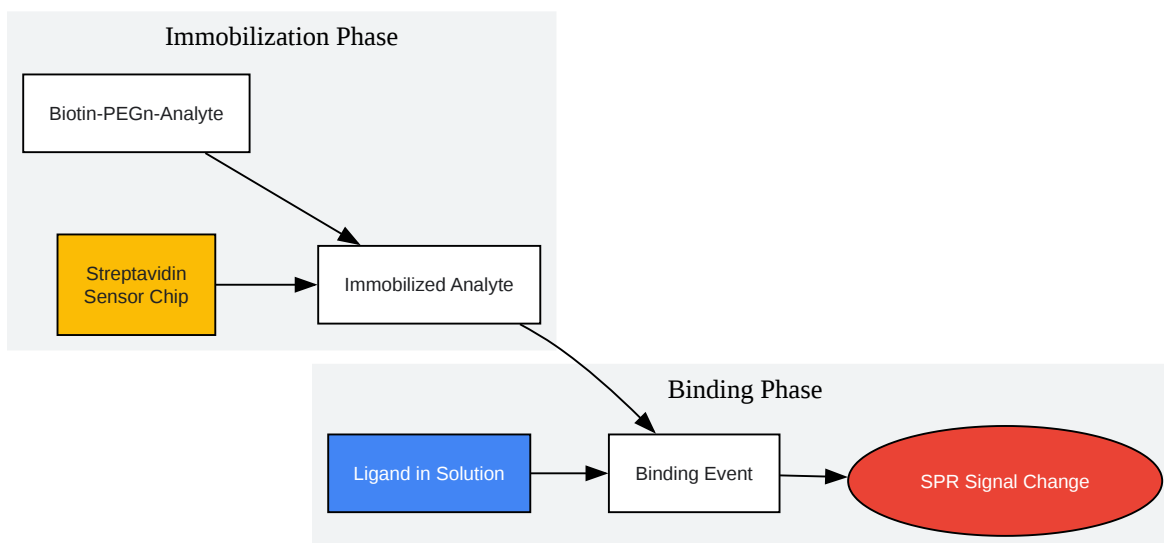 Immobilization Phase
Biotin-PEGn-Analyte
Streptavidin
Sensor Chip
Immobilized Analyte
Binding Phase
Ligand in Solution
Binding Event
SPR Signal Change